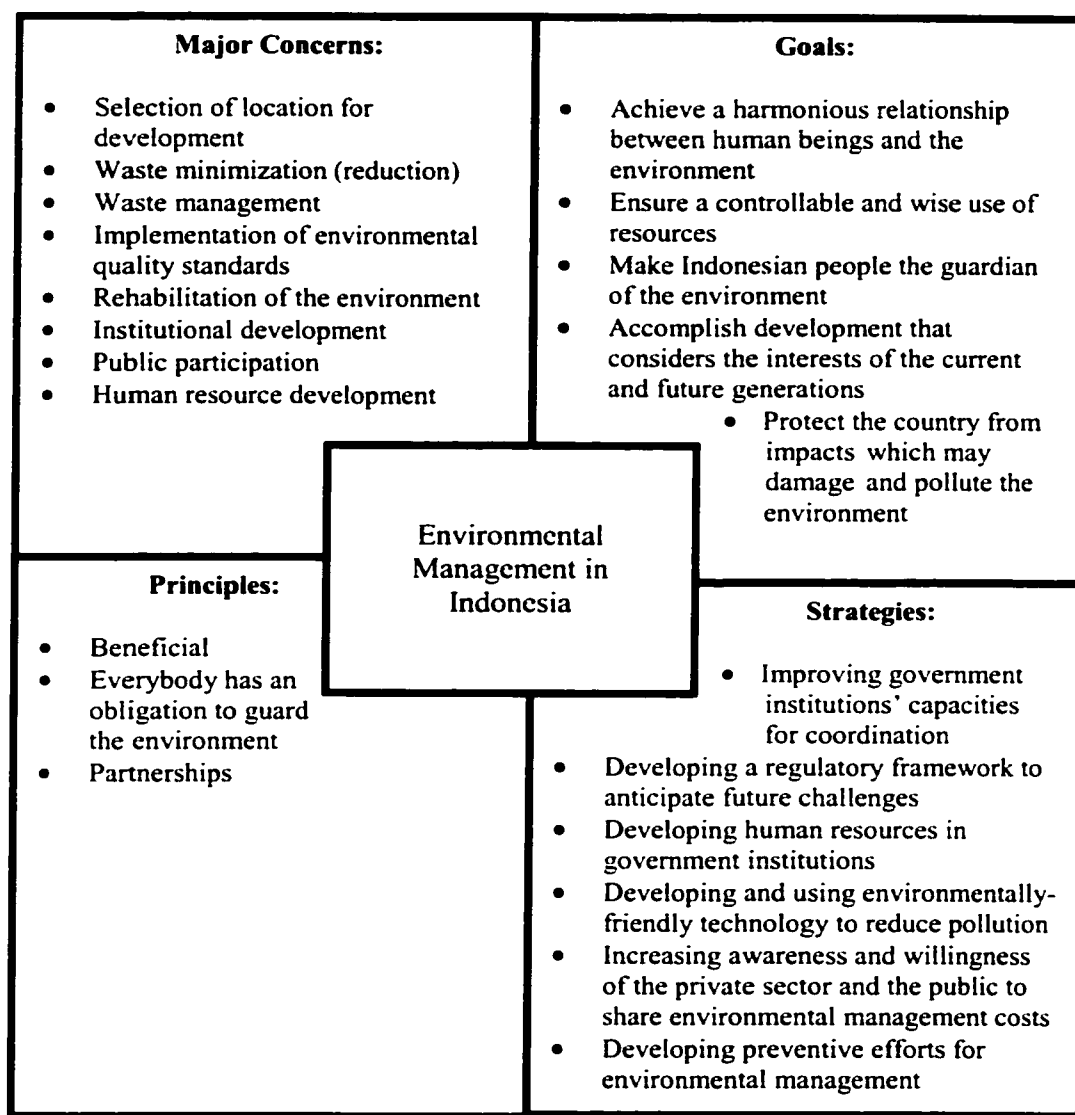 Major Concerns:
• Selection of location for
development
• Waste minimization (reduction)
• Waste management
• Implementation of environmental
quality standards
• Rehabilitation of the environment
• Institutional development
• Public participation
• Human resource development
Goals:
• Achieve a harmonious relationship
between human beings and the
environment
• Ensure a controllable and wise use of
resources
• Make Indonesian people the guardian
of the environment
• Accomplish development that
considers the interests of the current
and future generations
• Protect the country from
impacts which may
damage and pollute the
environment
Environmental
Management in
Indonesia
Principles:
• Beneficial
• Everybody has an
obligation to guard
the environment
• Partnerships
Strategies:
• Improving government
institutions' capacities
for coordination
• Developing a regulatory framework to
anticipate future challenges
• Developing human resources in
government institutions
• Developing and using environmentally-
friendly technology to reduce pollution
• Increasing awareness and willingness
of the private sector and the public to
share environmental management costs
• Developing preventive efforts for
environmental management